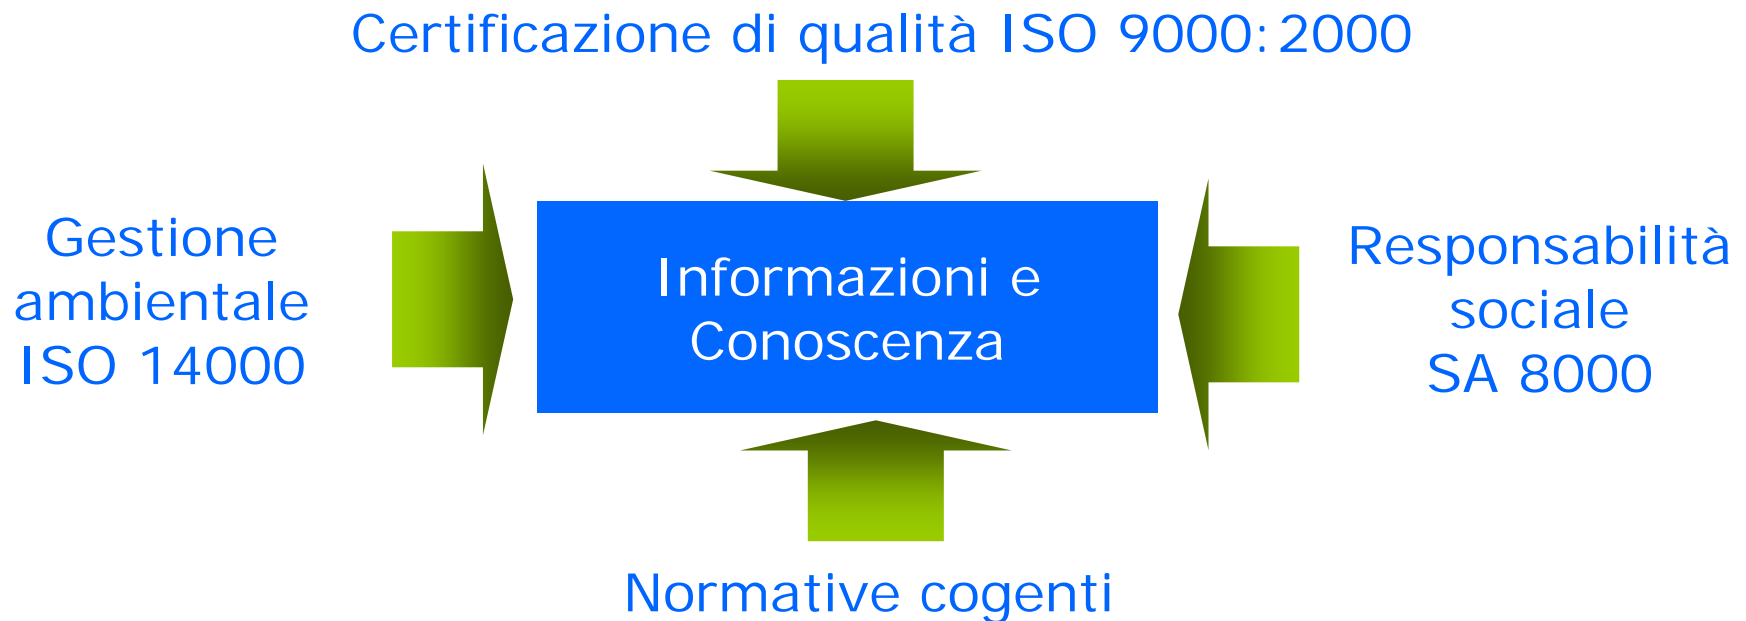 Certificazione di qualità ISO 9000:2000
Gestione
ambientale
ISO 14000
Informazioni e
Conoscenza
Responsabilità
sociale
SA 8000
Normative cogenti